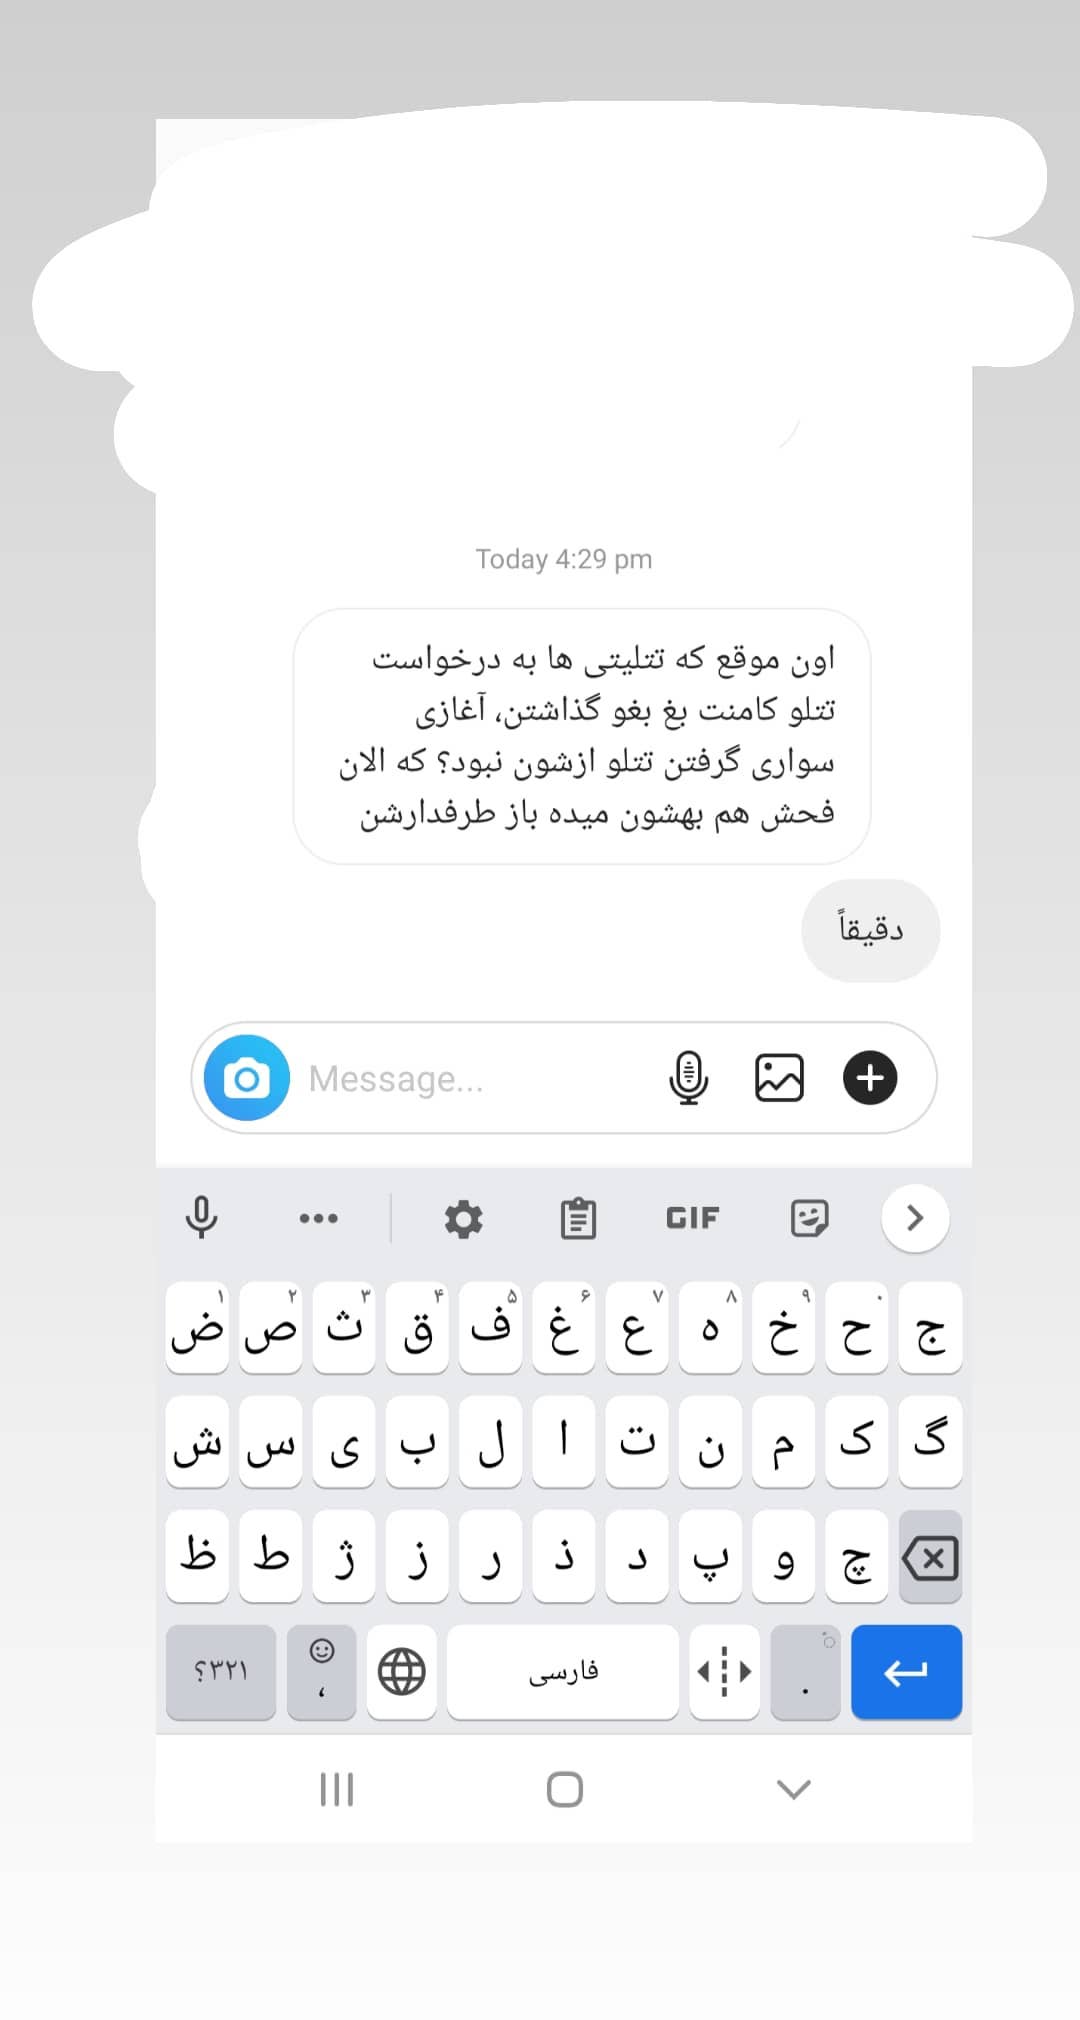 Today 4:29 pm
اون موقع که تتلیتی ها به درخواست
تتلو کامنت بغ بغو گذاشتن، آغازی
سواری گرفتن تتلو ازشون نبود؟ که الان
فحش هم بهشون میده باز طرفدارشن
دقیقاً
Message...
GIF
۱ ۲ ۳ ۴ ۵ ۶ ۷ ۸ ۹ ۰
ض ص ث ق ف غ ع ه خ ح ج
ش س ی ب ل ا ت ن م ک گ
ظ ط ژ ز ر ذ د پ و چ
؟۳۲۱ ، فارسی .